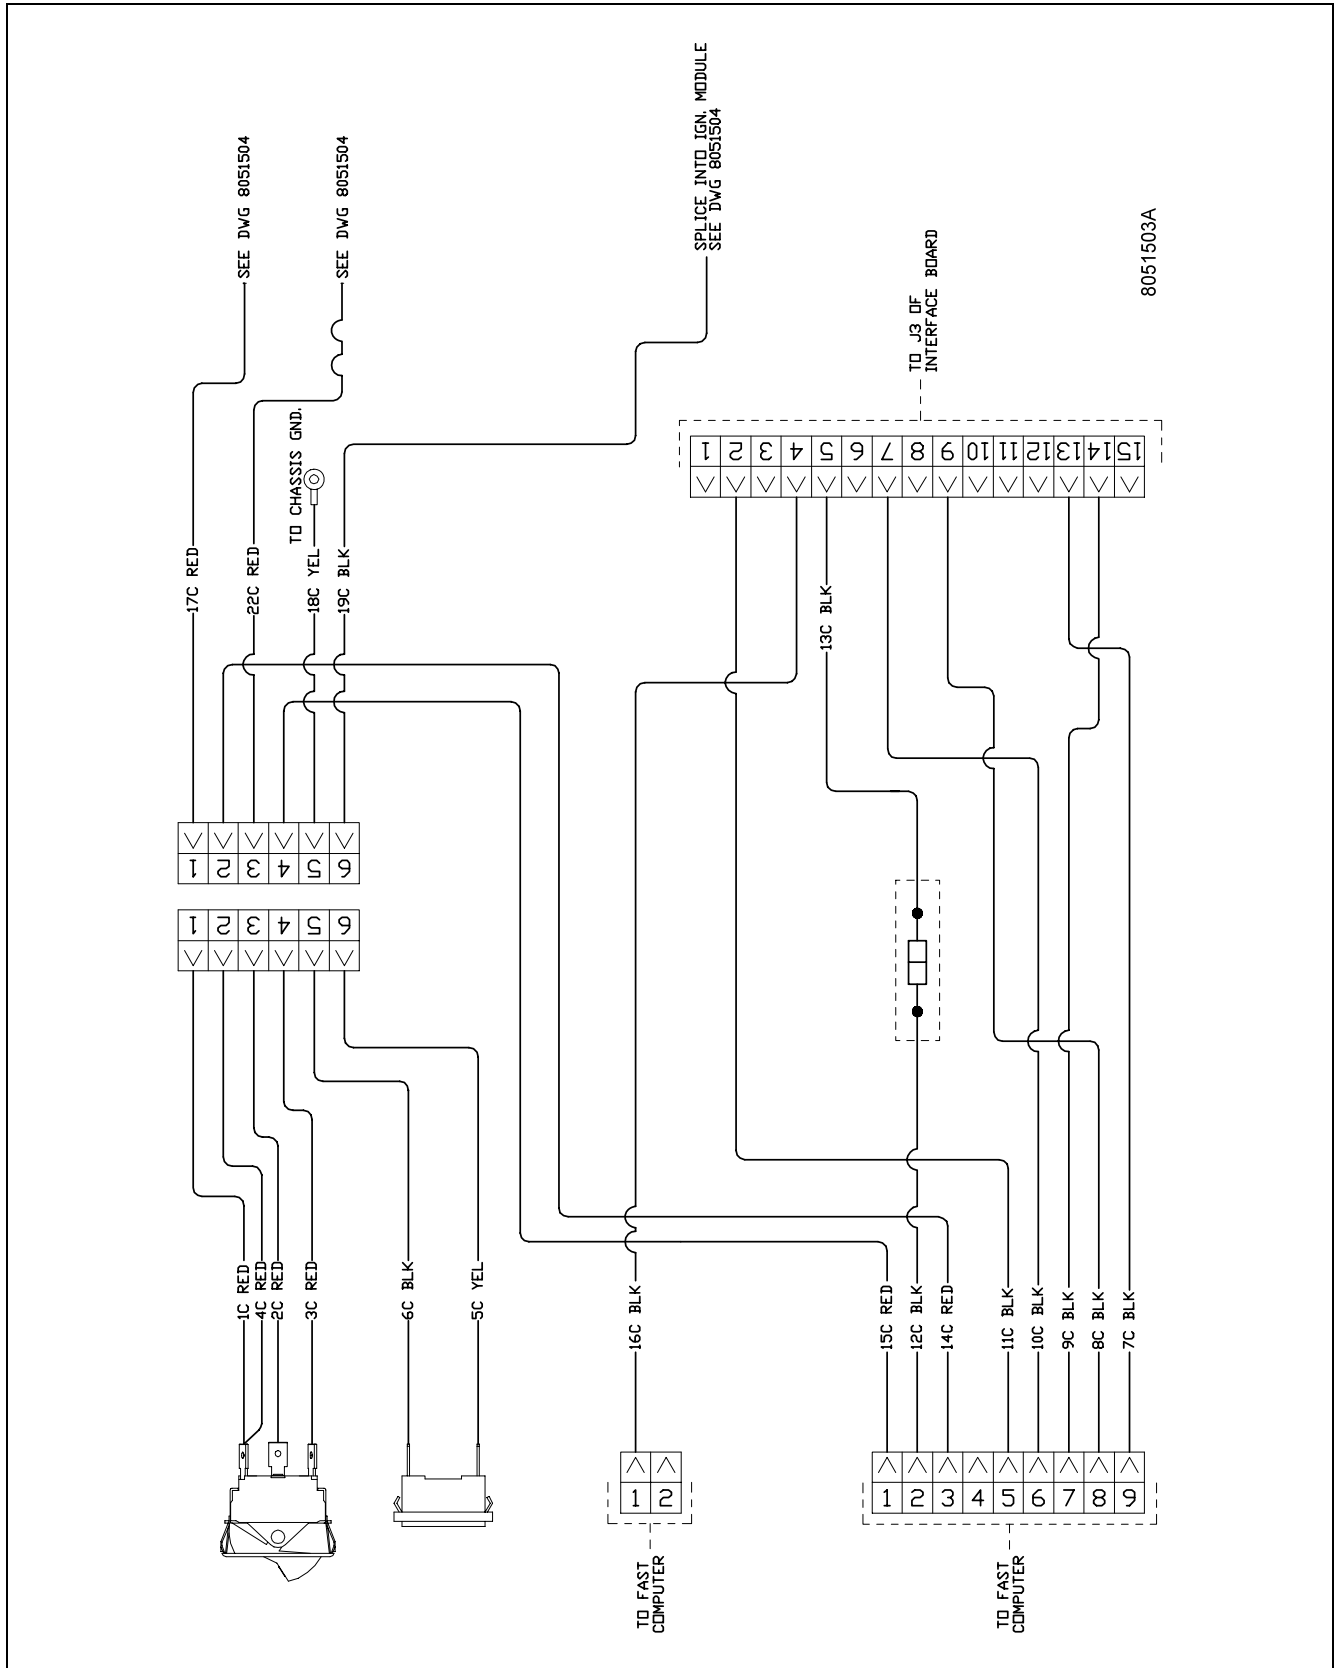 SEE DWG 8051504
SEE DWG 8051504
SPLICE INTO IGN. MODULE
SEE DWG 8051504
8051503A
TO J3 OF
INTERFACE BOARD
TO CHASSIS GND.
1 2 3 4 5 6 7 8 9 10 11 12 13 14 15
17C RED
22C RED
18C YEL
19C BLK
13C BLK
1 2 3 4 5 6
1 2 3 4 5 6
1C RED
4C RED
2C RED
3C RED
6C BLK
5C YEL
16C BLK
15C RED
12C BLK
14C RED
11C BLK
10C BLK
9C BLK
8C BLK
7C BLK
1 2
1 2 3 4 5 6 7 8 9
TO FAST
COMPUTER
TO FAST
COMPUTER